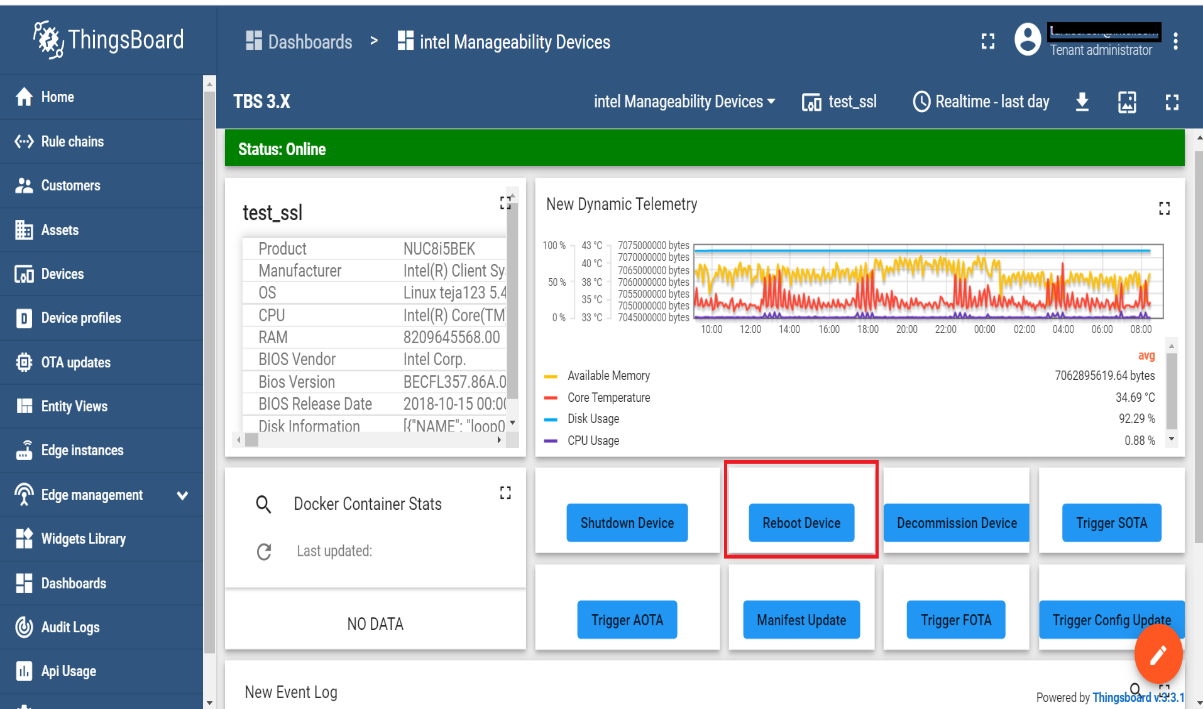 ThingsBoard
Dashboards > intel Manageability Devices
Tenant administrator
Home
Rule chains
Customers
Assets
Devices
Device profiles
OTA updates
Entity Views
Edge instances
Edge management
Widgets Library
Dashboards
Audit Logs
Api Usage
TBS 3.X
intel Manageability Devices
test_ssl
Realtime - last day
Status: Online
test_ssl
Product NUC8i5BEK
Manufacturer Intel(R) Client Sy
OS Linux teja123 5.4
CPU Intel(R) Core(TM
RAM 8209645568.00
BIOS Vendor Intel Corp.
Bios Version BECFL357.86A.0
BIOS Release Date 2018-10-15 00:00
Disk Information [{"NAME": "loop0
New Dynamic Telemetry
100 % 43 °C 7075000000 bytes
40 °C 7070000000 bytes
7065000000 bytes
50 % 38 °C 7060000000 bytes
35 °C 7055000000 bytes
7050000000 bytes
0 % 33 °C 7045000000 bytes
10:00 12:00 14:00 16:00 18:00 20:00 22:00 00:00 02:00 04:00 06:00 08:00
avg
Available Memory 7062895619.64 bytes
Core Temperature 34.69 °C
Disk Usage 92.29 %
CPU Usage 0.88 %
Docker Container Stats
Last updated:
NO DATA
Shutdown Device
Reboot Device
Decommission Device
Trigger SOTA
Trigger AOTA
Manifest Update
Trigger FOTA
Trigger Config Update
New Event Log
Powered by Thingsboard v.3.3.1